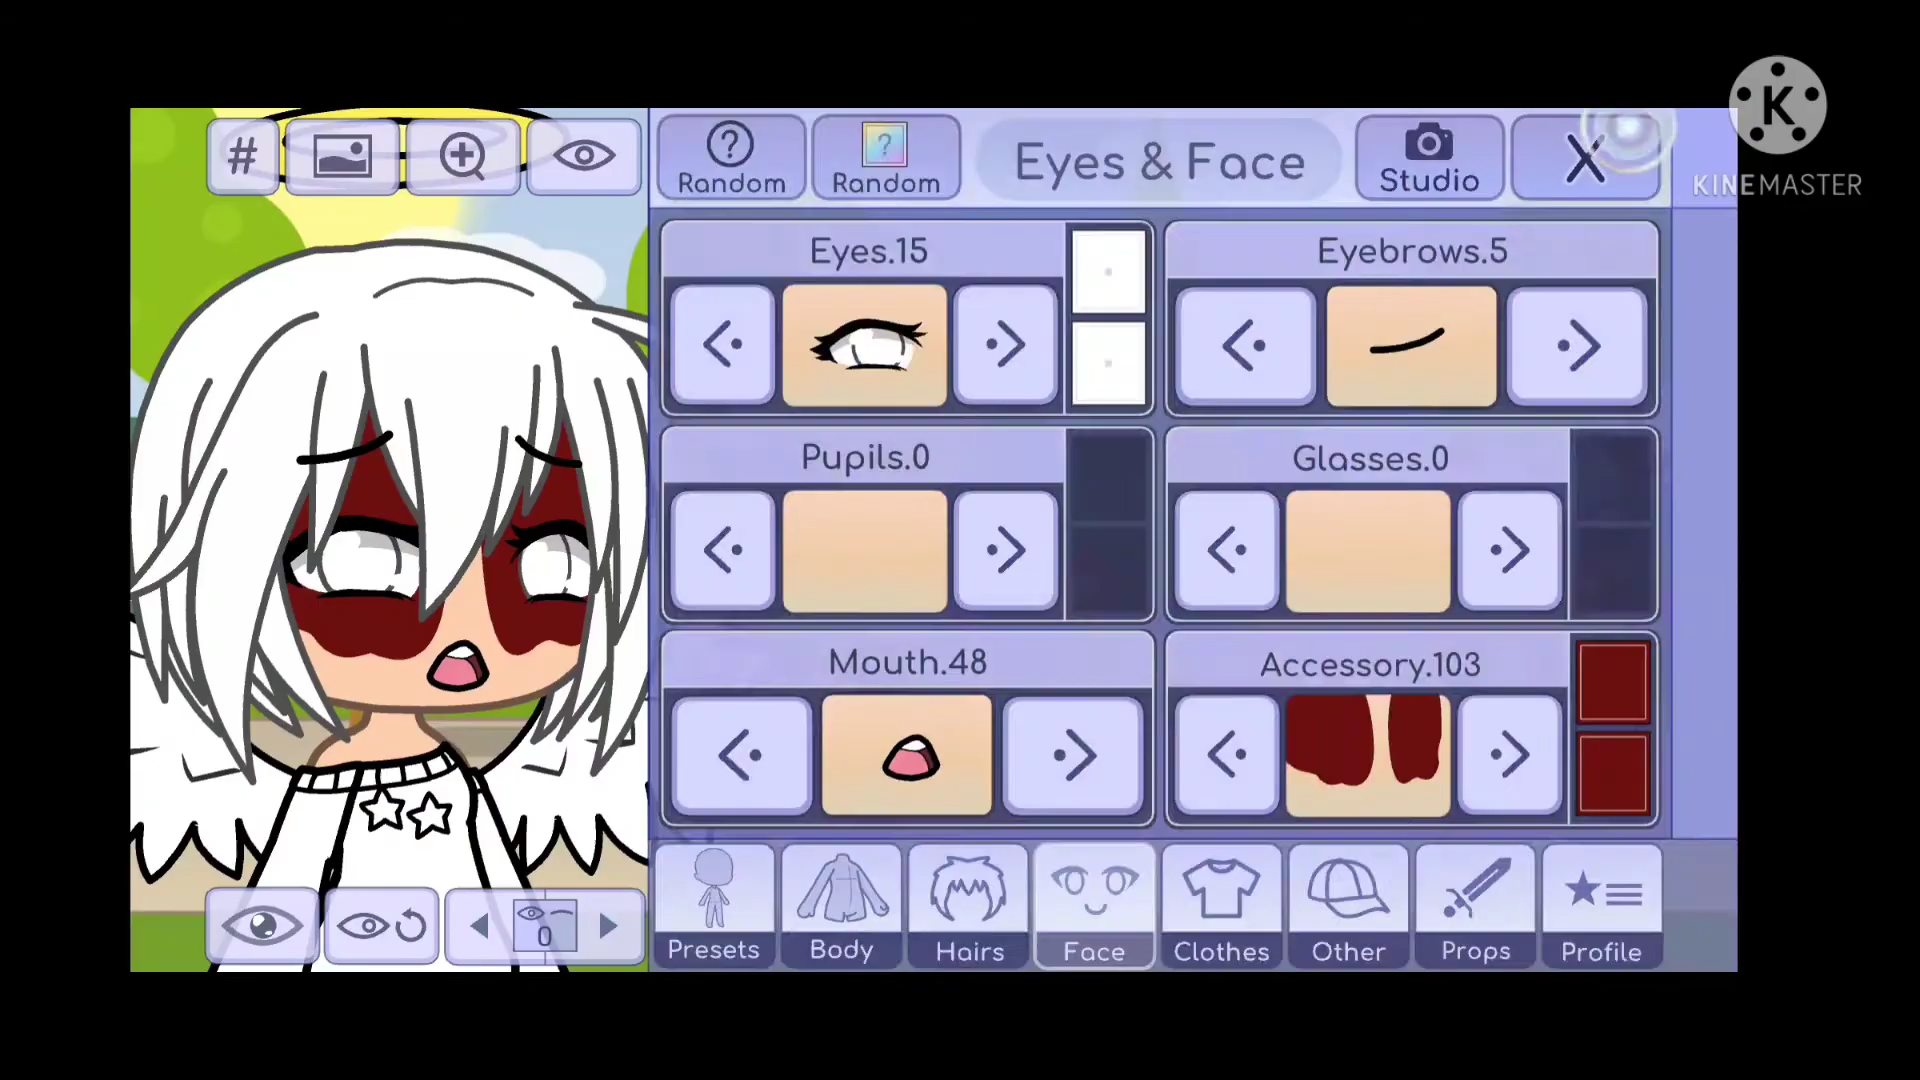 #
?
Random
?
Random
Eyes & Face
Studio
X
K
KINEMASTER
Eyes.15
Eyebrows.5
Pupils.0
Glasses.0
Mouth.48
Accessory.103
0
Presets
Body
Hairs
Face
Clothes
Other
Props
Profile